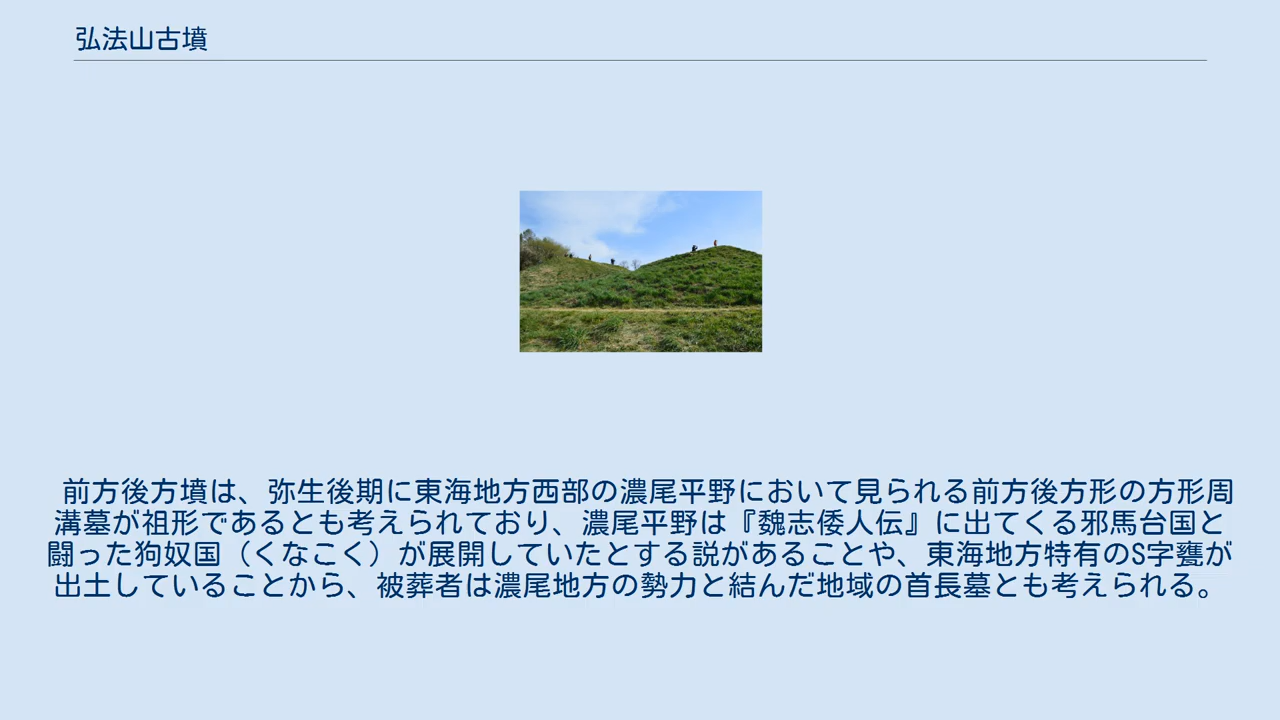 弘法山古墳
前方後方墳は、弥生後期に東海地方西部の濃尾平野において見られる前方後方形の方形周
溝墓が祖形であるとも考えられており、濃尾平野は『魏志倭人伝』に出てくる邪馬台国と
闘った狗奴国（くなこく）が展開していたとする説があることや、東海地方特有のS字甕が
出土していることから、被葬者は濃尾地方の勢力と結んだ地域の首長墓とも考えられる。